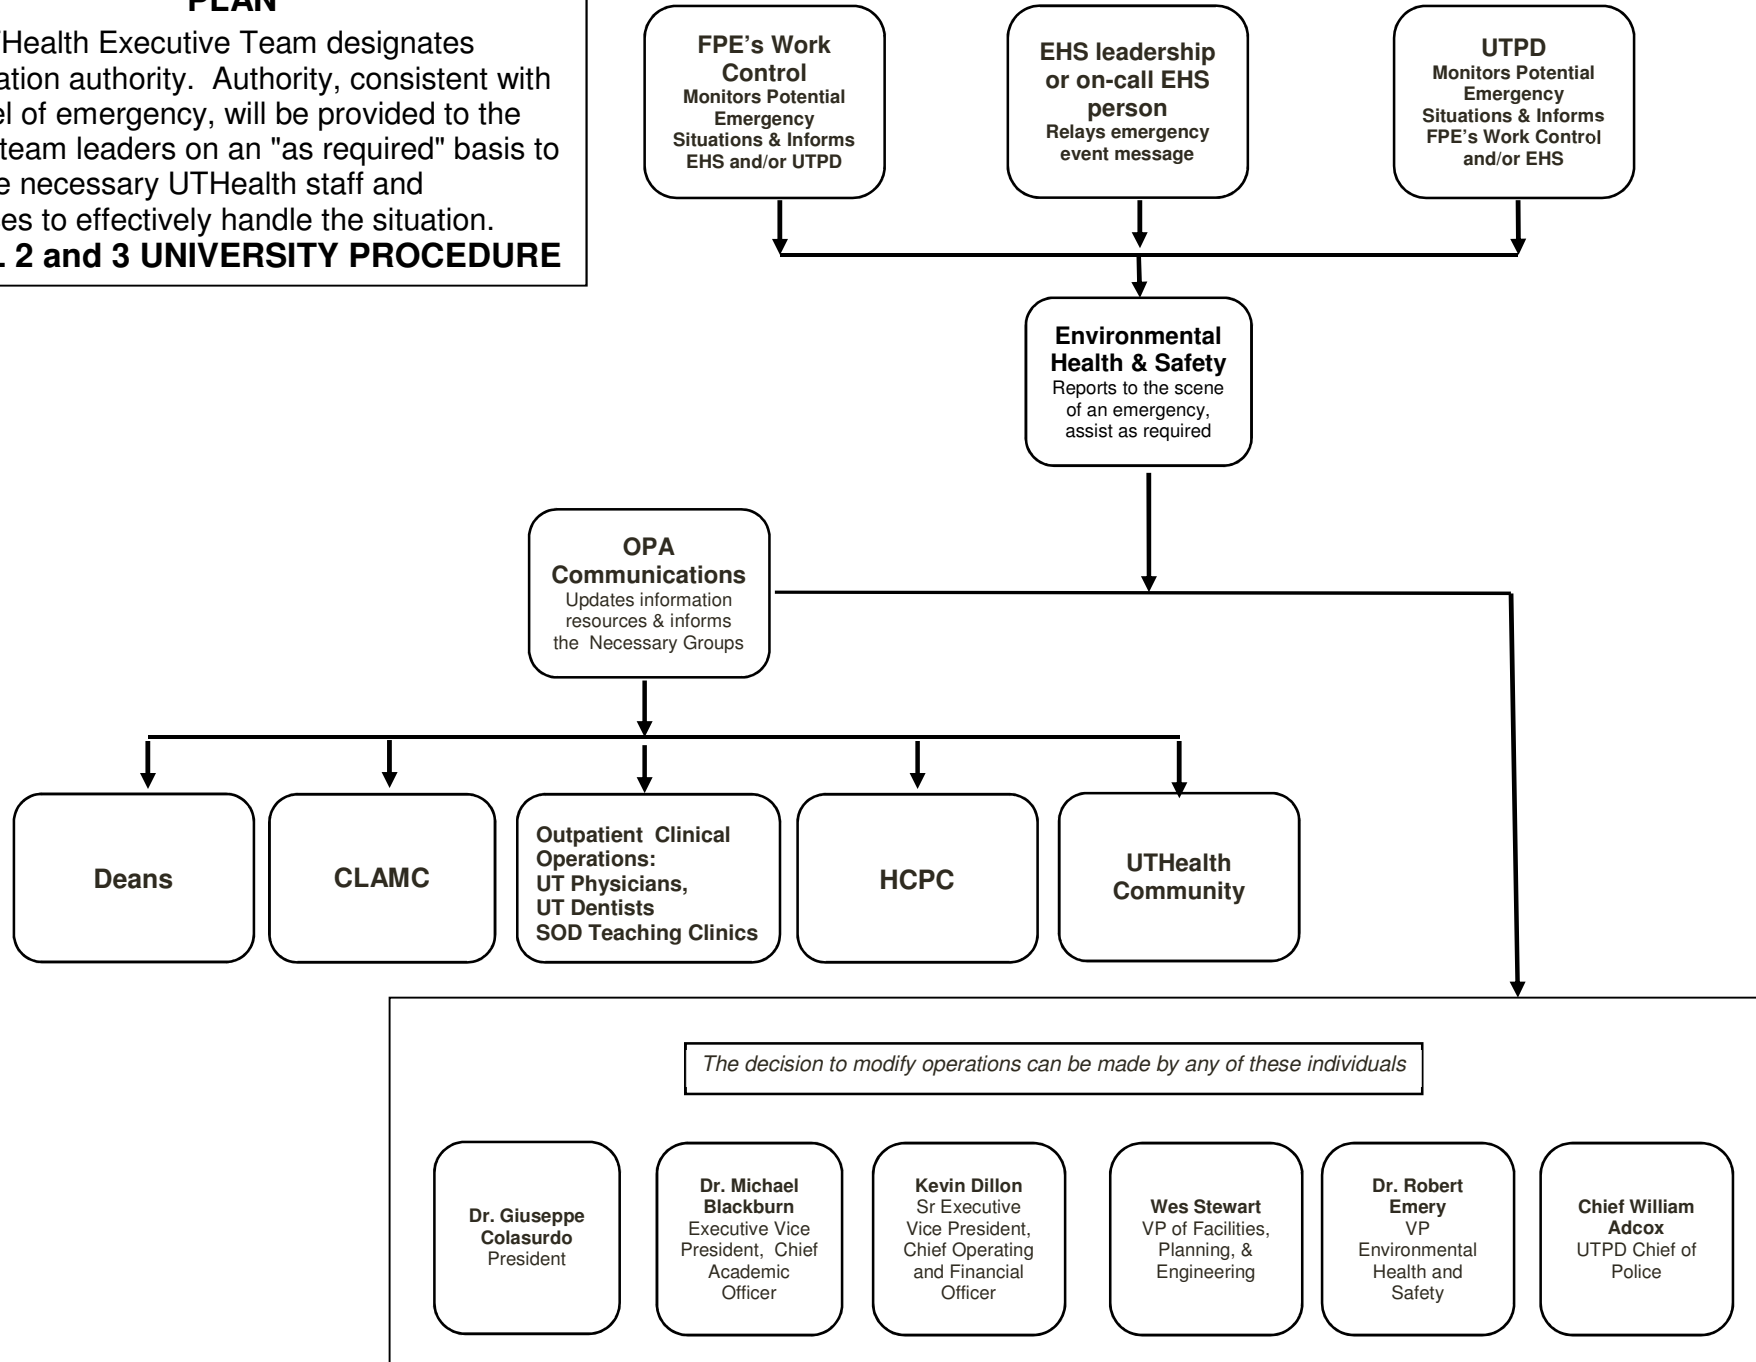 PLAN
Health Executive Team designates
ation authority.  Authority, consistent with
el of emergency, will be provided to the
team leaders on an "as required" basis to
e necessary UTHealth staff and
es to effectively handle the situation.
. 2 and 3 UNIVERSITY PROCEDURE
FPE’s Work
Control
Monitors Potential
Emergency
Situations & Informs
EHS and/or UTPD
EHS leadership
or on-call EHS
person
Relays emergency
event message
UTPD
Monitors Potential
Emergency
Situations & Informs
FPE’s Work Control
and/or EHS
Environmental
Health & Safety
Reports to the scene
of an emergency,
assist as required
OPA
Communications
Updates information
resources & informs
the  Necessary Groups
Deans
CLAMC
Outpatient  Clinical
Operations:
UT Physicians,
UT Dentists
SOD Teaching Clinics
HCPC
UTHealth
Community
The decision to modify operations can be made by any of these individuals
Dr. Giuseppe
Colasurdo
President
Dr. Michael
Blackburn
Executive Vice
President,  Chief
Academic
Officer
Kevin Dillon
Sr Executive
Vice President,
Chief Operating
and Financial
Officer
Wes Stewart
VP of Facilities,
Planning, &
Engineering
Dr. Robert
Emery
VP
Environmental
Health and
Safety
Chief William
Adcox
UTPD Chief of
Police